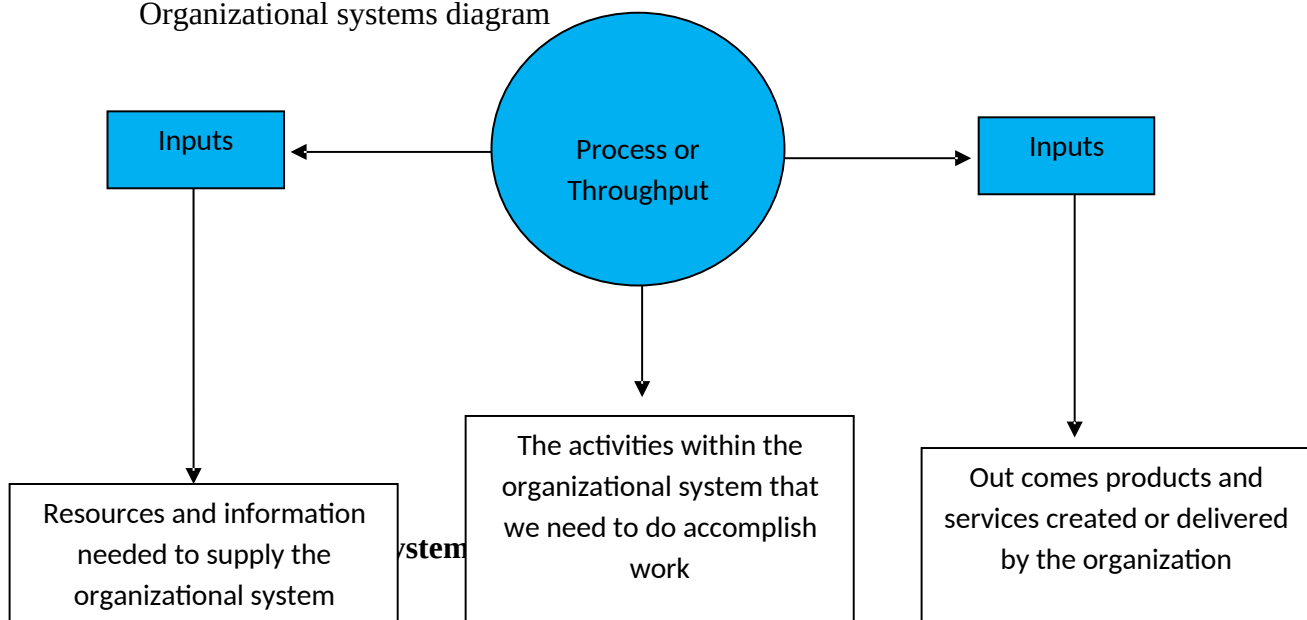 Organizational systems diagram
Inputs
Process or
Throughput
Inputs
Resources and information
needed to supply the
organizational system
The activities within the
organizational system that
we need to do accomplish
work
Out comes products and
services created or delivered
by the organization